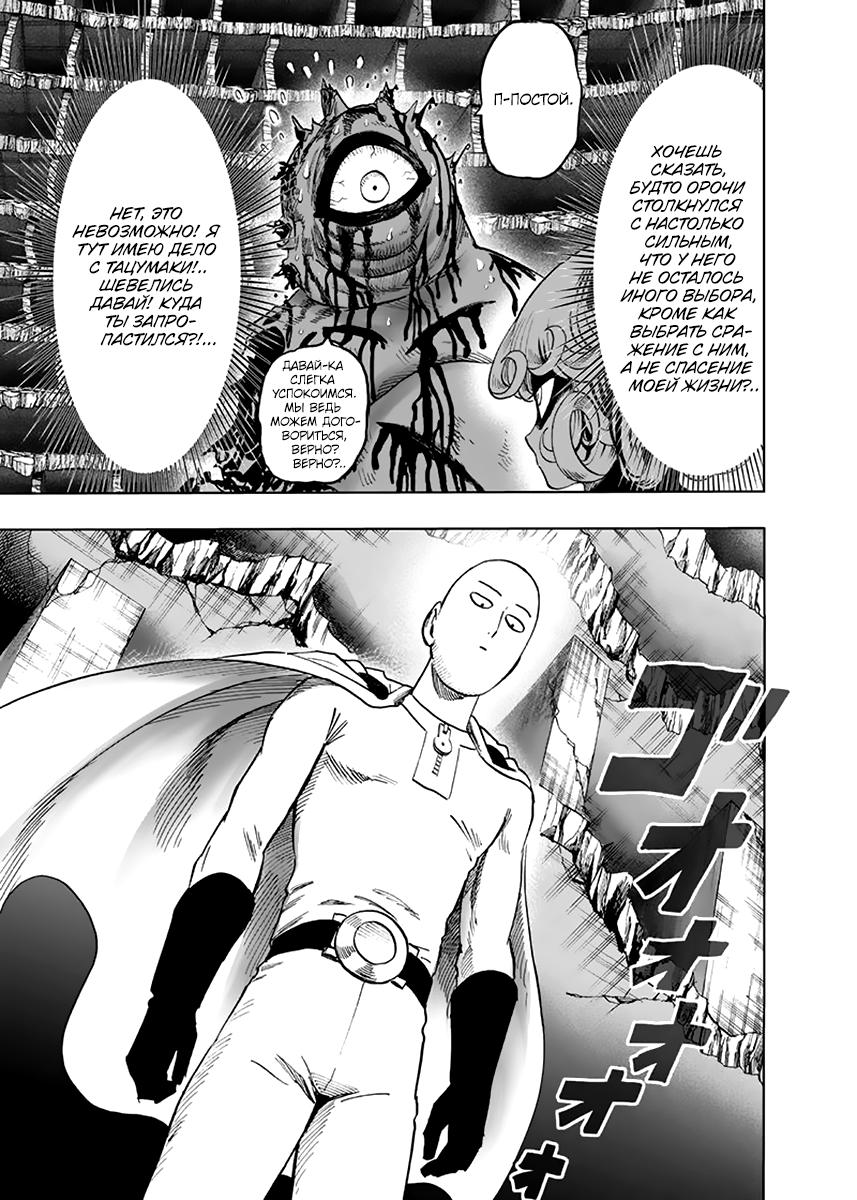 ХОЧЕШЬ
СКАЗАТЬ,
БУДТО ОРОЧИ
СТОЛКНУЛСЯ
С НАСТОЛЬКО
СИЛЬНЫМ,
ЧТО У НЕГО
НЕ ОСТАЛОСЬ
ИНОГО ВЫБОРА,
КРОМЕ КАК
ВЫБРАТЬ СРА-
ЖЕНИЕ С НИМ,
А НЕ СПАСЕНИЕ
МОЕЙ ЖИЗНИ?..
П-ПОСТОЙ.
НЕТ, ЭТО
НЕВОЗМОЖНО! Я
ТУТ ИМЕЮ ДЕЛО
С ТАЦУМАКИ!..
ШЕВЕЛИСЬ
ДАВАЙ! КУДА
ТЫ ЗАПРО-
ПАСТИЛСЯ?!...
ДАВАЙ-КА
СЛЕГКА
УСПОКОИМСЯ.
МЫ ВЕДЬ
МОЖЕМ ДОГО-
ВОРИТЬСЯ,
ВЕРНО?
ВЕРНО?..
ゴオオオオオオ